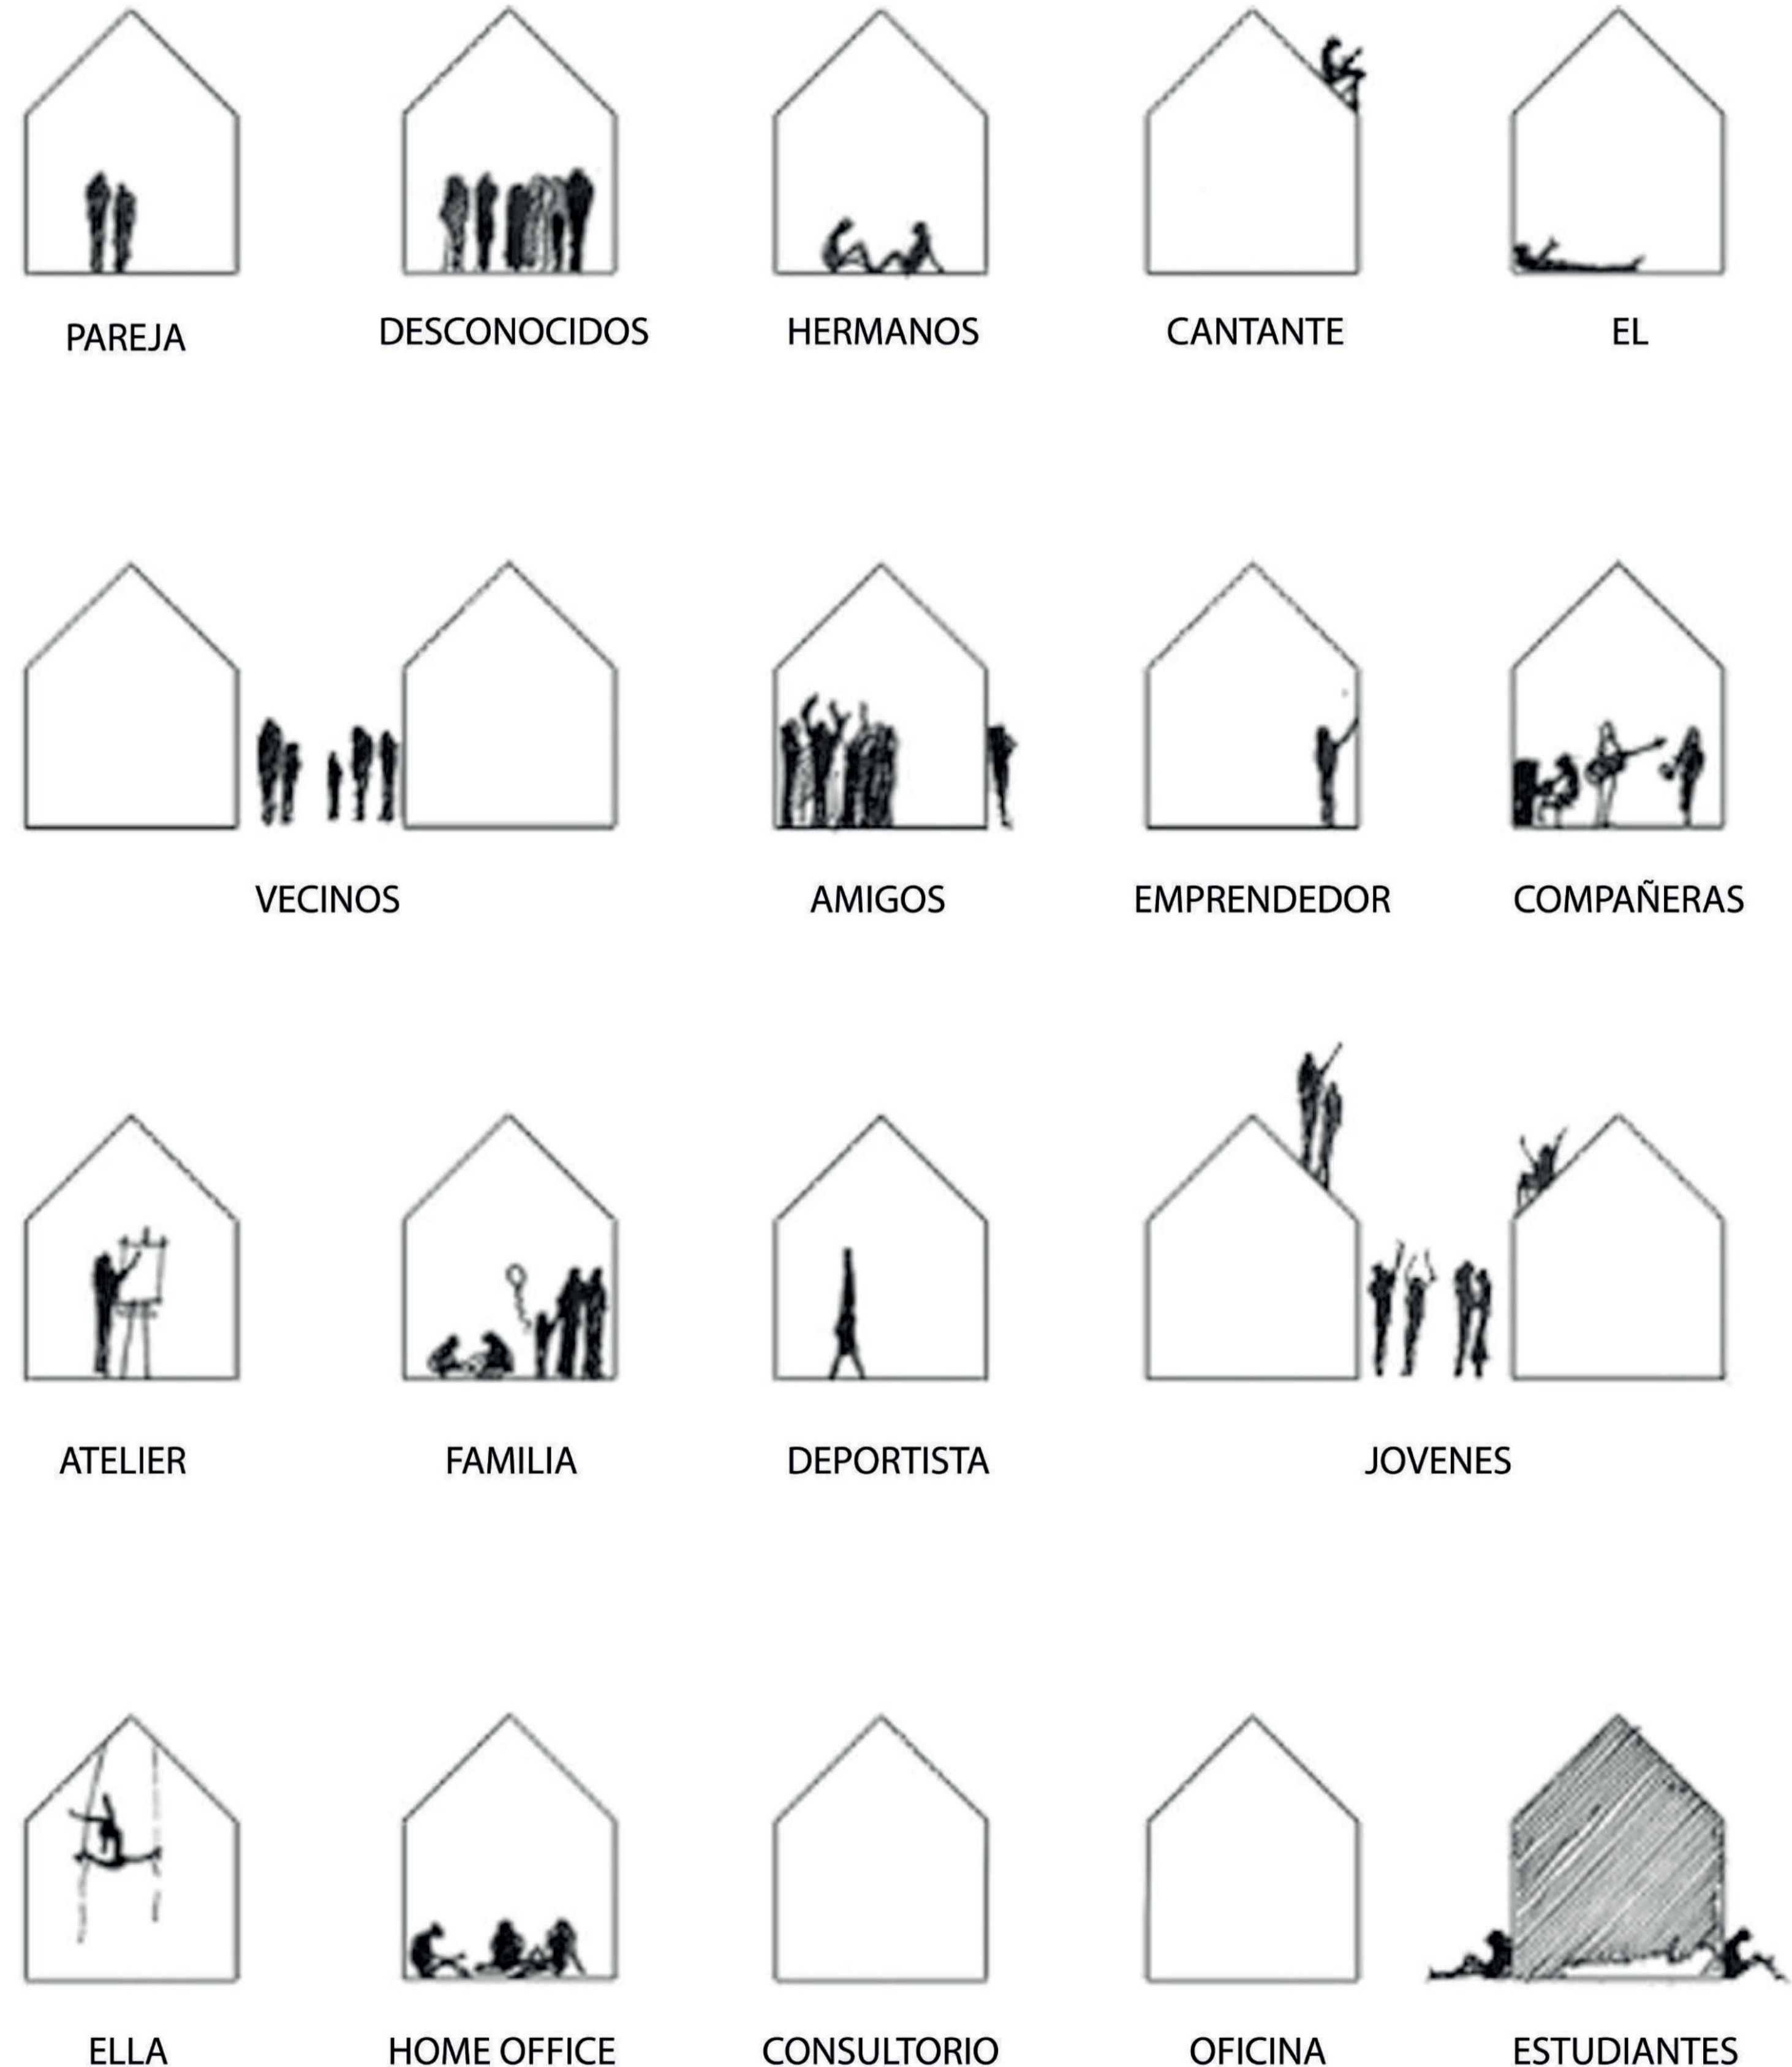 PAREJA
DESCONOCIDOS
HERMANOS
CANTANTE
EL
VECINOS
AMIGOS
EMPRENDEDOR
COMPAÑERAS
ATELIER
FAMILIA
DEPORTISTA
JOVENES
ELLA
HOME OFFICE
CONSULTORIO
OFICINA
ESTUDIANTES